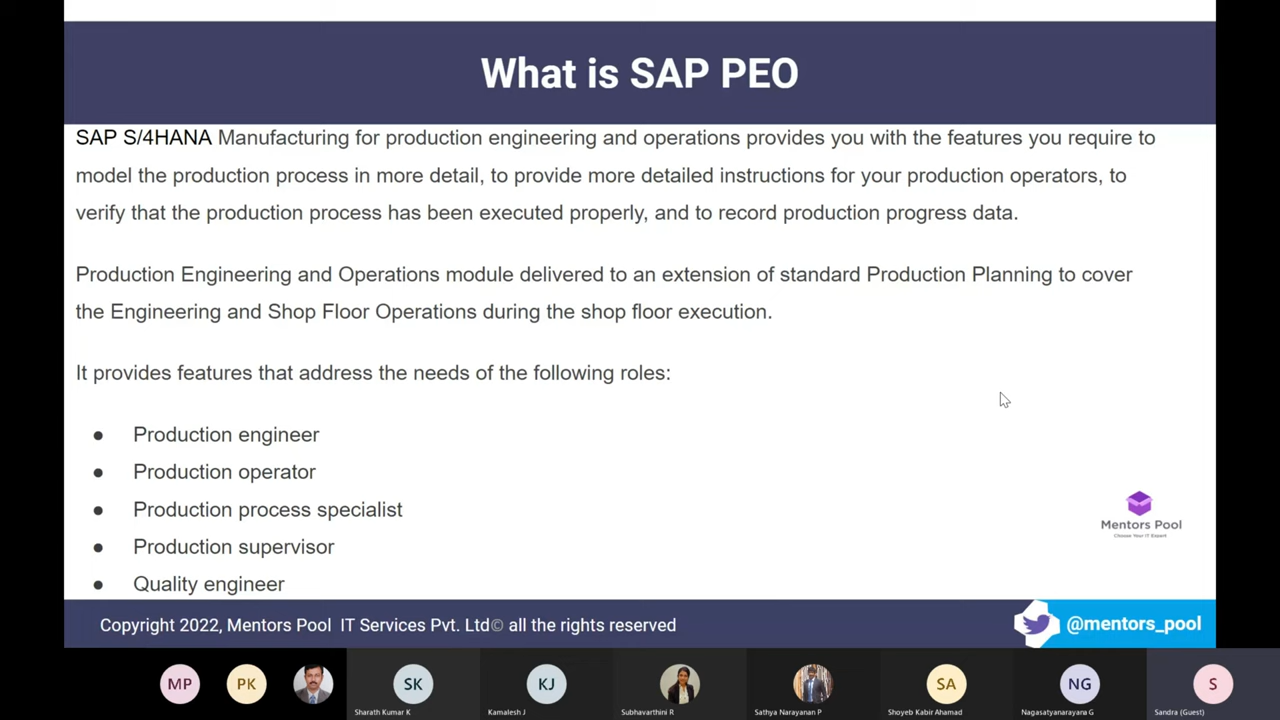 What is SAP PEO
SAP S/4HANA Manufacturing for production engineering and operations provides you with the features you require to
model the production process in more detail, to provide more detailed instructions for your production operators, to
verify that the production process has been executed properly, and to record production progress data.
Production Engineering and Operations module delivered to an extension of standard Production Planning to cover
the Engineering and Shop Floor Operations during the shop floor execution.
It provides features that address the needs of the following roles:
● Production engineer
● Production operator
● Production process specialist
● Production supervisor
● Quality engineer
Mentors Pool
Choose Your IT Expert
Copyright 2022, Mentors Pool IT Services Pvt. Ltd© all the rights reserved
@mentors_pool
MP
PK
SK
KJ
SA
NG
S
Sharath Kumar K
Kamalesh J
Subhavarthini R
Sathya Narayanan P
Shoyeb Kabir Ahamad
Nagasatyanarayana G
Sandra (Guest)